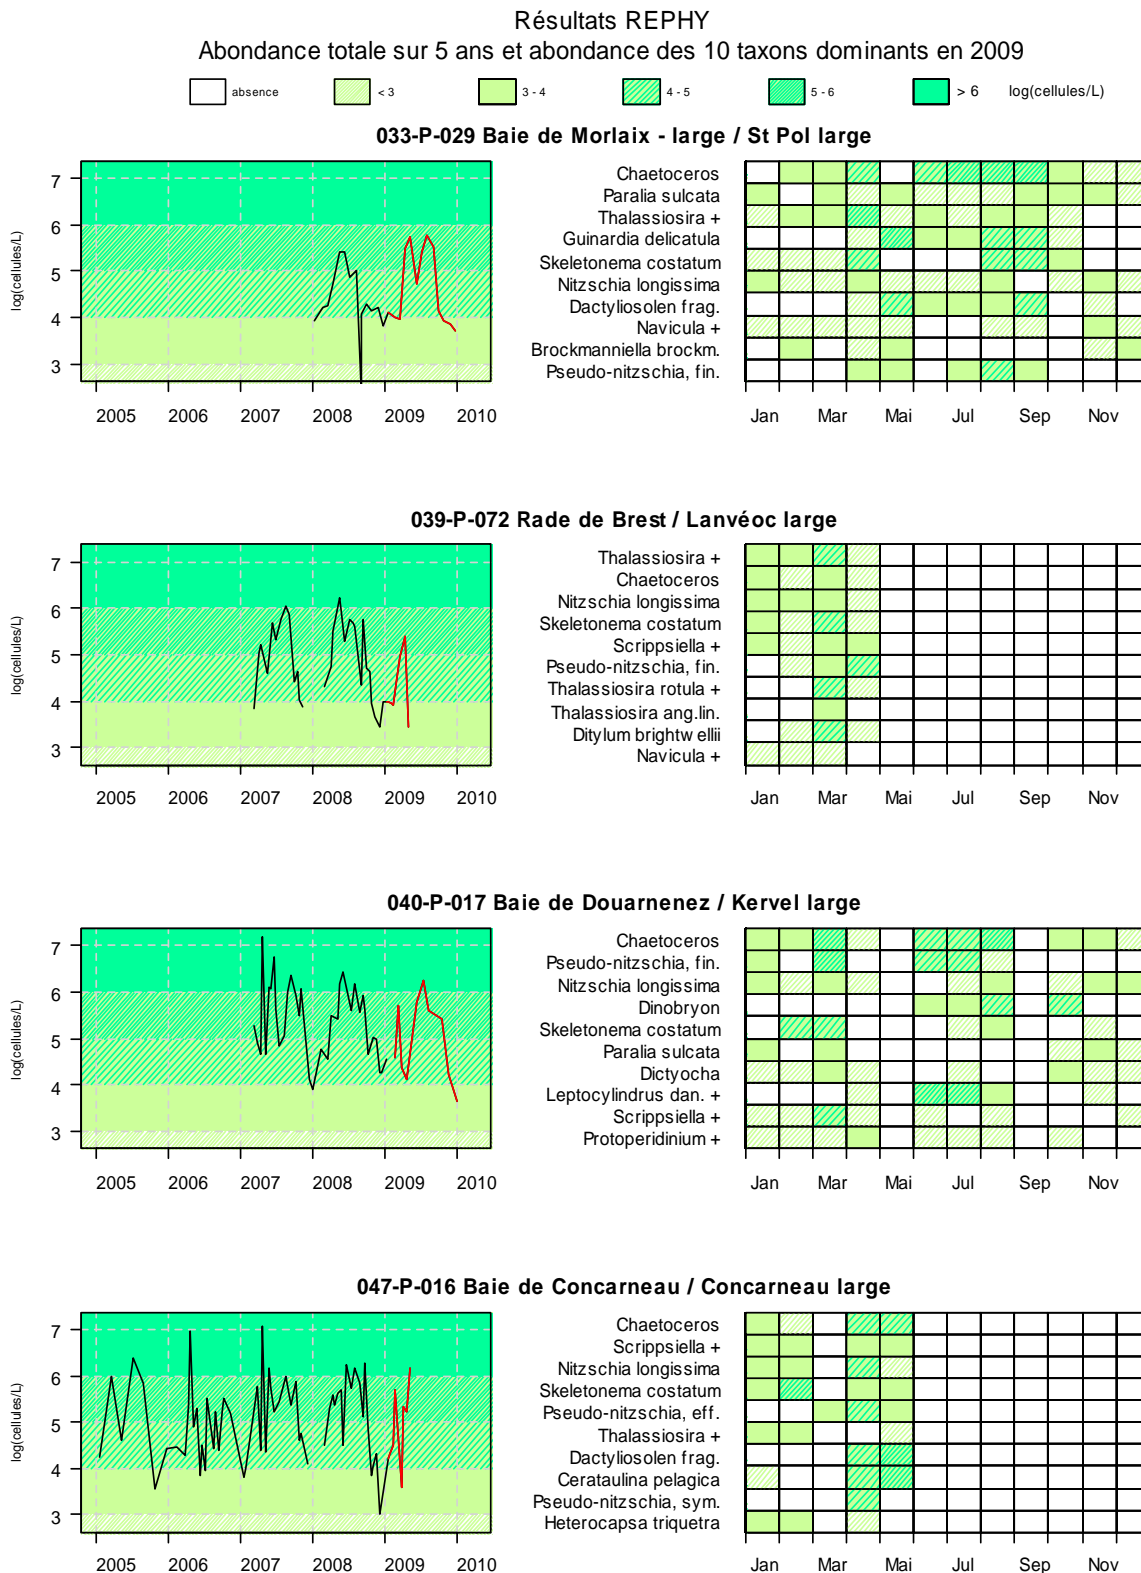 Résultats REPHY
Abondance totale sur 5 ans et abondance des 10 taxons dominants en 2009
absence < 3 3 - 4 4 - 5 5 - 6 > 6 log(cellules/L)
033-P-029 Baie de Morlaix - large / St Pol large
log(cellules/L)
7
6
5
4
3
2005 2006 2007 2008 2009 2010
Chaetoceros
Paralia sulcata
Thalassiosira +
Guinardia delicatula
Skeletonema costatum
Nitzschia longissima
Dactyliosolen frag.
Navicula +
Brockmanniella brockm.
Pseudo-nitzschia, fin.
Jan Mar Mai Jul Sep Nov
039-P-072 Rade de Brest / Lanvéoc large
log(cellules/L)
7
6
5
4
3
2005 2006 2007 2008 2009 2010
Thalassiosira +
Chaetoceros
Nitzschia longissima
Skeletonema costatum
Scrippsiella +
Pseudo-nitzschia, fin.
Thalassiosira rotula +
Thalassiosira ang.lin.
Ditylum brightw ellii
Navicula +
Jan Mar Mai Jul Sep Nov
040-P-017 Baie de Douarnenez / Kervel large
log(cellules/L)
7
6
5
4
3
2005 2006 2007 2008 2009 2010
Chaetoceros
Pseudo-nitzschia, fin.
Nitzschia longissima
Dinobryon
Skeletonema costatum
Paralia sulcata
Dictyocha
Leptocylindrus dan. +
Scrippsiella +
Protoperidinium +
Jan Mar Mai Jul Sep Nov
047-P-016 Baie de Concarneau / Concarneau large
log(cellules/L)
7
6
5
4
3
2005 2006 2007 2008 2009 2010
Chaetoceros
Scrippsiella +
Nitzschia longissima
Skeletonema costatum
Pseudo-nitzschia, eff.
Thalassiosira +
Dactyliosolen frag.
Cerataulina pelagica
Pseudo-nitzschia, sym.
Heterocapsa triquetra
Jan Mar Mai Jul Sep Nov